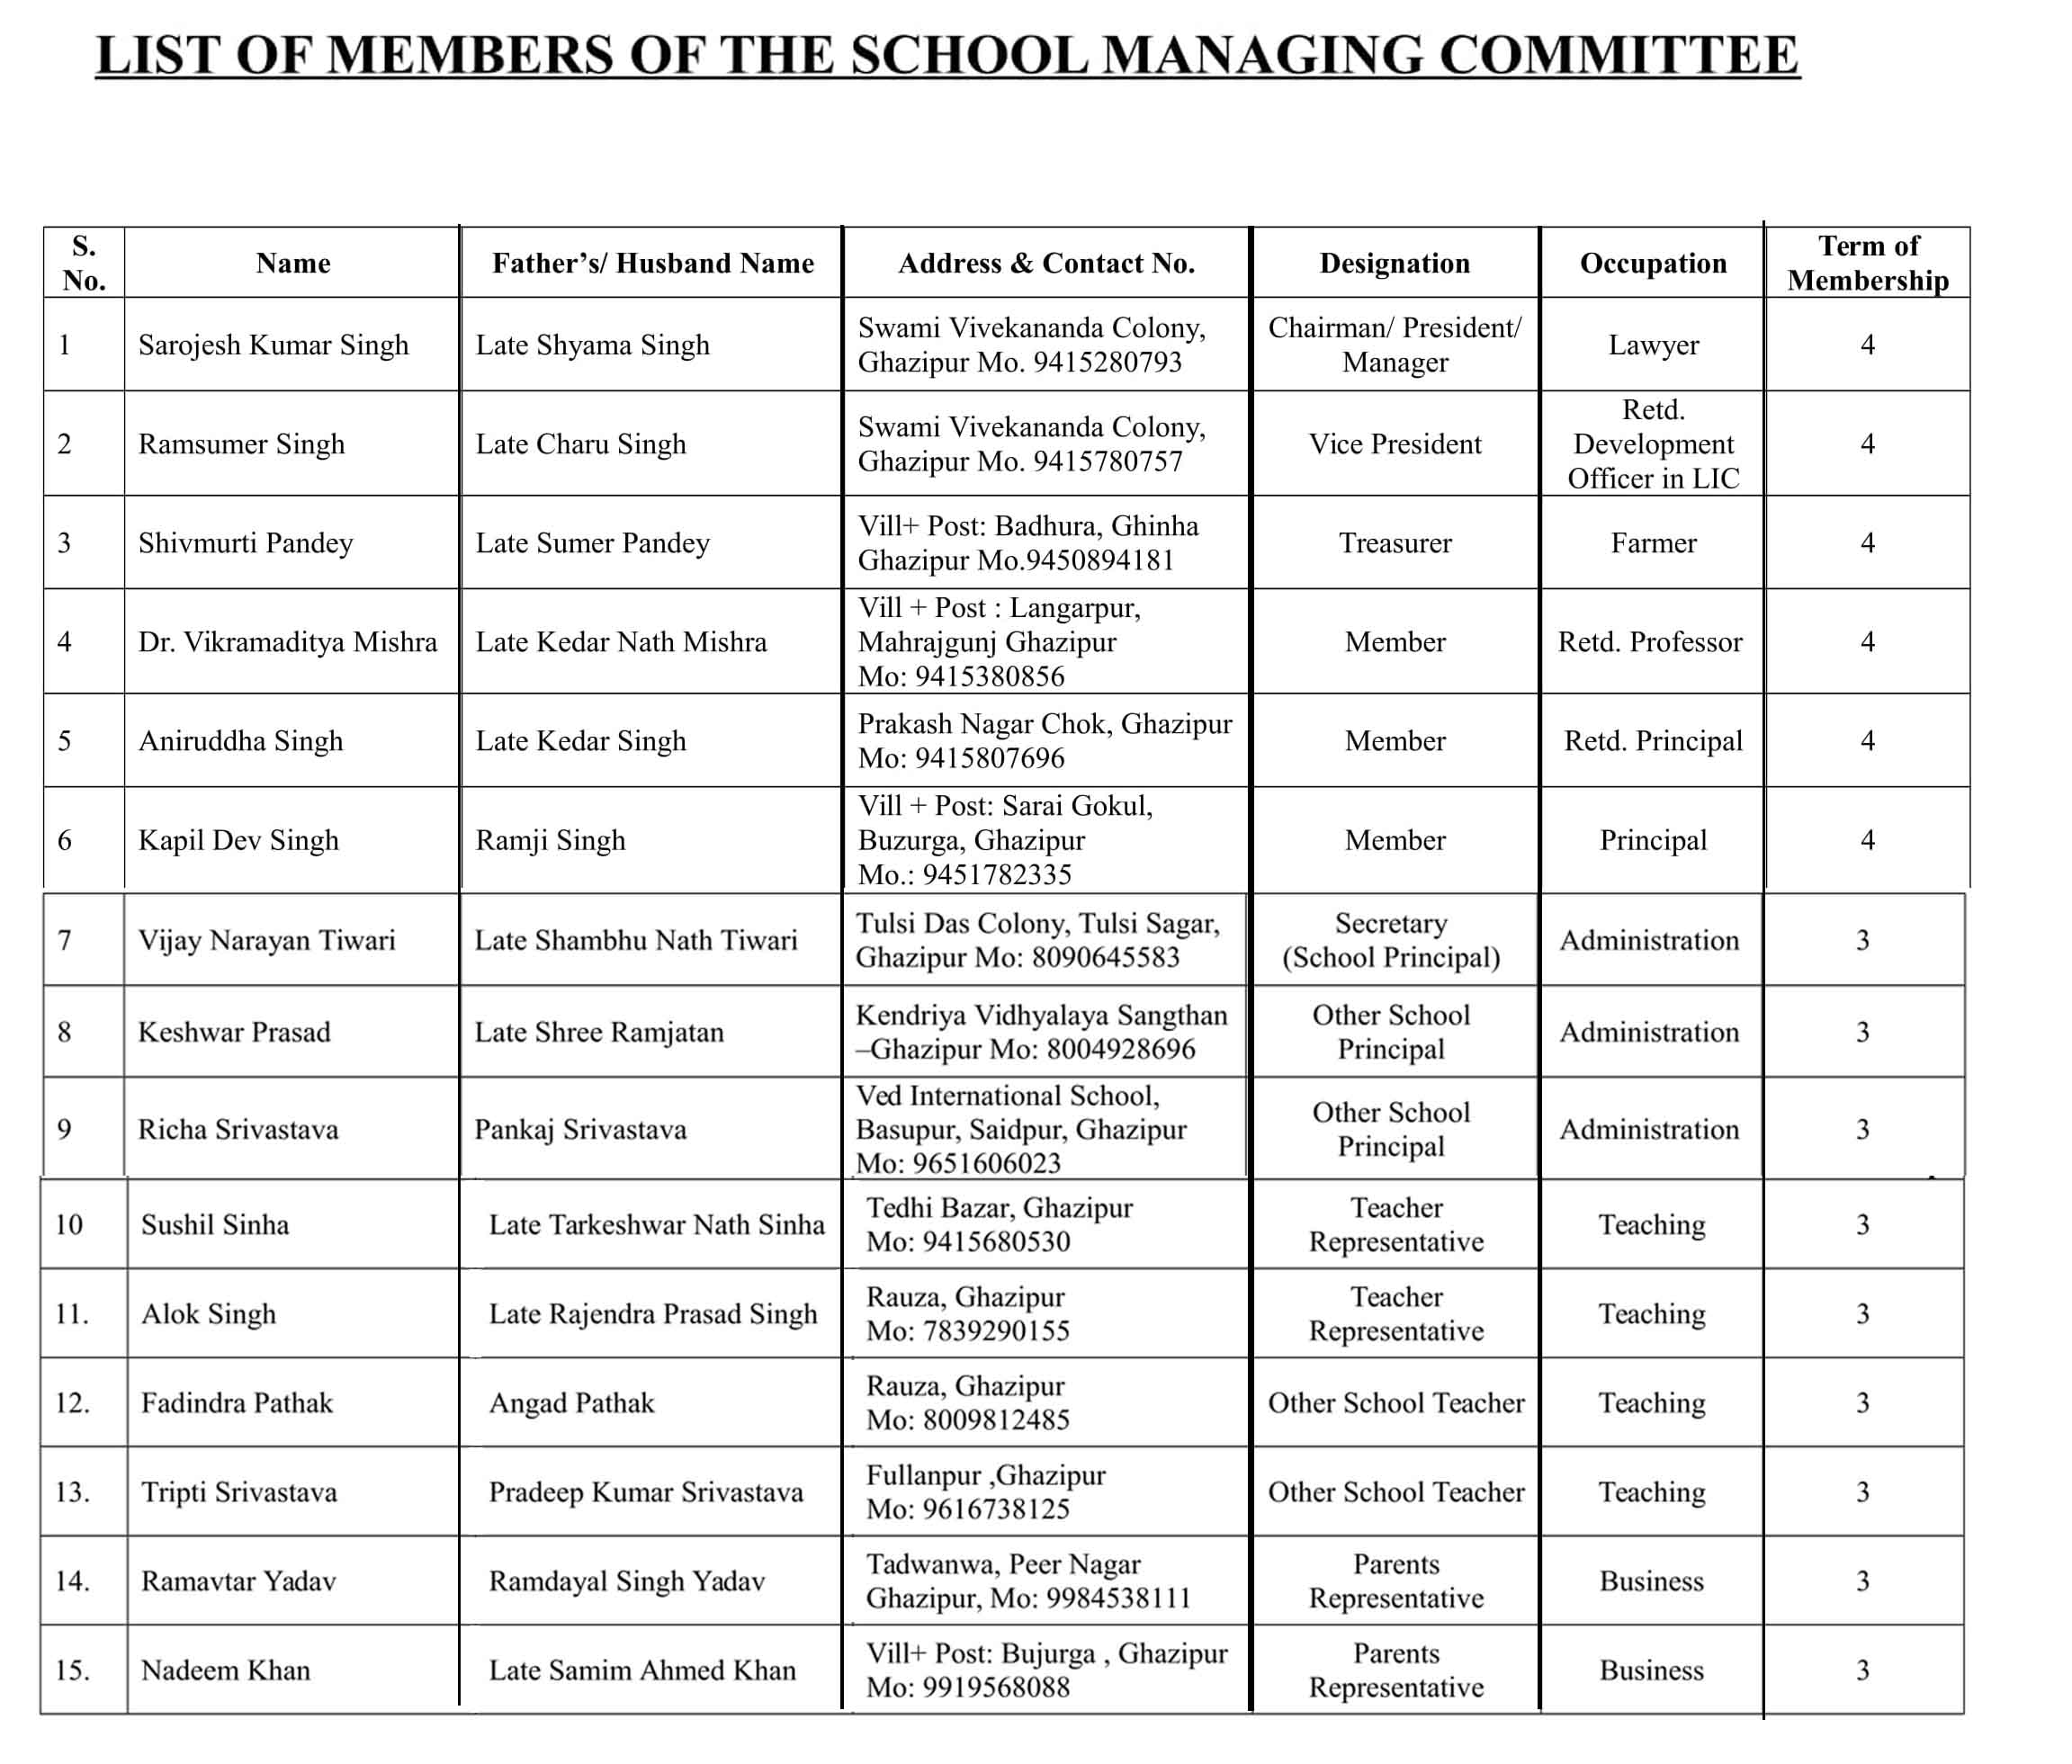 LIST OF MEMBERS OF THE SCHOOL MANAGING COMMITTEE
S. No. Name Father’s/ Husband Name Address & Contact No. Designation Occupation Term of Membership
1 Sarojesh Kumar Singh Late Shyama Singh Swami Vivekananda Colony, Ghazipur Mo. 9415280793 Chairman/ President/ Manager Lawyer 4
2 Ramsumer Singh Late Charu Singh Swami Vivekananda Colony, Ghazipur Mo. 9415780757 Vice President Retd. Development Officer in LIC 4
3 Shivmurti Pandey Late Sumer Pandey Vill+ Post: Badhura, Ghinha Ghazipur Mo.9450894181 Treasurer Farmer 4
4 Dr. Vikramaditya Mishra Late Kedar Nath Mishra Vill + Post : Langarpur, Mahrajgunj Ghazipur Mo: 9415380856 Member Retd. Professor 4
5 Aniruddha Singh Late Kedar Singh Prakash Nagar Chok, Ghazipur Mo: 9415807696 Member Retd. Principal 4
6 Kapil Dev Singh Ramji Singh Vill + Post: Sarai Gokul, Buzurga, Ghazipur Mo.: 9451782335 Member Principal 4
7 Vijay Narayan Tiwari Late Shambhu Nath Tiwari Tulsi Das Colony, Tulsi Sagar, Ghazipur Mo: 8090645583 Secretary (School Principal) Administration 3
8 Keshwar Prasad Late Shree Ramjatan Kendriya Vidhyalaya Sangthan –Ghazipur Mo: 8004928696 Other School Principal Administration 3
9 Richa Srivastava Pankaj Srivastava Ved International School, Basupur, Saidpur, Ghazipur Mo: 9651606023 Other School Principal Administration 3
10 Sushil Sinha Late Tarkeshwar Nath Sinha Tedhi Bazar, Ghazipur Mo: 9415680530 Teacher Representative Teaching 3
11. Alok Singh Late Rajendra Prasad Singh Rauza, Ghazipur Mo: 7839290155 Teacher Representative Teaching 3
12. Fadindra Pathak Angad Pathak Rauza, Ghazipur Mo: 8009812485 Other School Teacher Teaching 3
13. Tripti Srivastava Pradeep Kumar Srivastava Fullanpur ,Ghazipur Mo: 9616738125 Other School Teacher Teaching 3
14. Ramavtar Yadav Ramdayal Singh Yadav Tadwanwa, Peer Nagar Ghazipur, Mo: 9984538111 Parents Representative Business 3
15. Nadeem Khan Late Samim Ahmed Khan Vill+ Post: Bujurga , Ghazipur Mo: 9919568088 Parents Representative Business 3